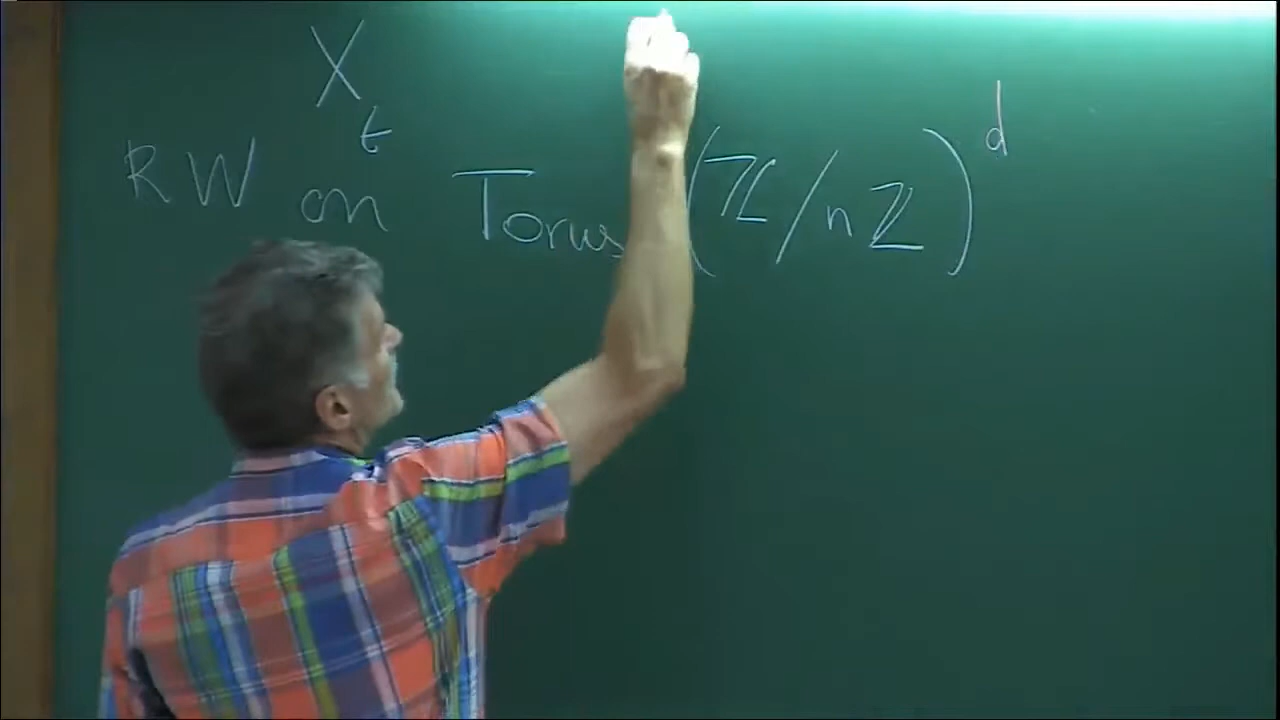 X_t
RW on Torus (ℤ/nℤ)^d